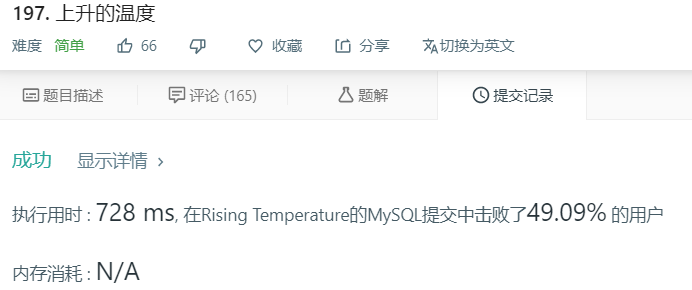 197. 上升的温度
难度 简单 66 收藏 分享 切换为英文
题目描述 评论 (165) 题解 提交记录
成功 显示详情 ›
执行用时 : 728 ms, 在Rising Temperature的MySQL提交中击败了49.09% 的用户
内存消耗 : N/A